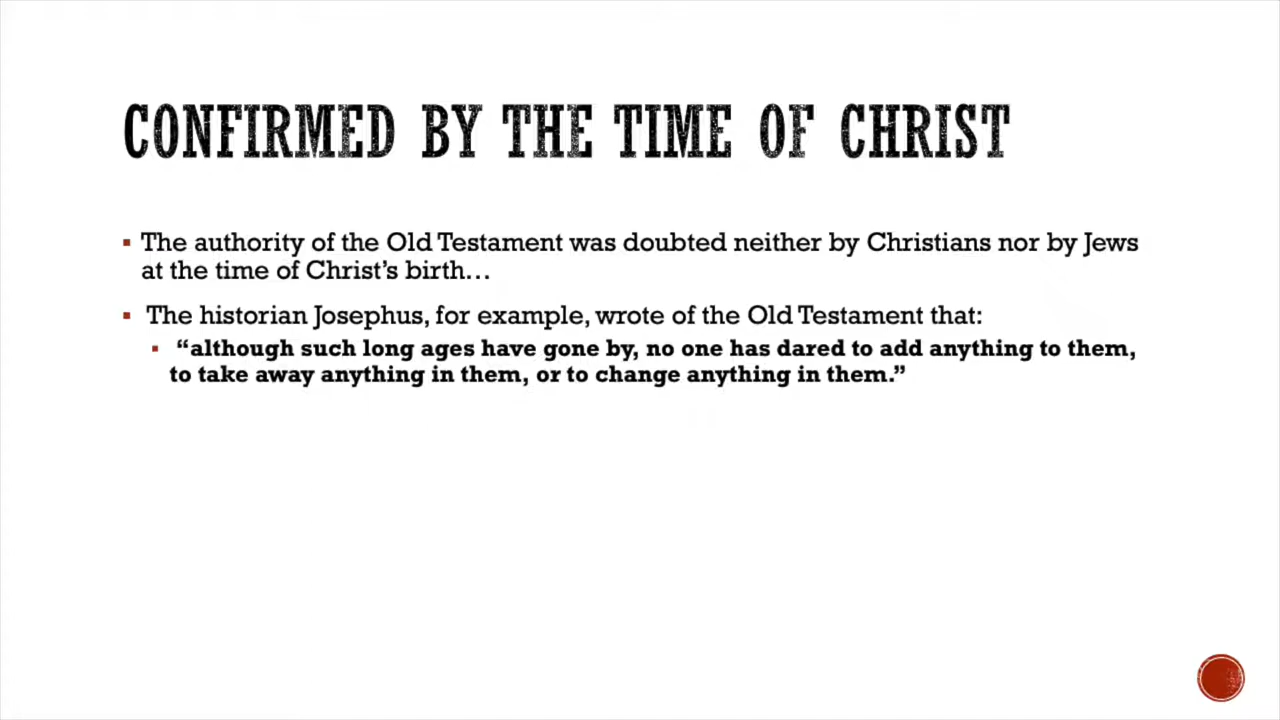 CONFIRMED BY THE TIME OF CHRIST
▪ The authority of the Old Testament was doubted neither by Christians nor by Jews
at the time of Christ's birth…
▪ The historian Josephus, for example, wrote of the Old Testament that:
▪ “although such long ages have gone by, no one has dared to add anything to them,
to take away anything in them, or to change anything in them.”